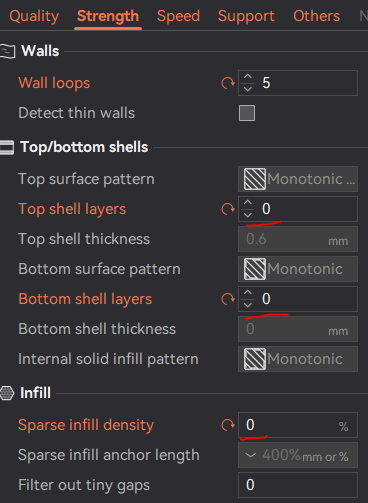 Quality Strength Speed Support Others
Walls
Wall loops 5
Detect thin walls
Top/bottom shells
Top surface pattern Monotonic ...
Top shell layers 0
Top shell thickness 0.6 mm
Bottom surface pattern Monotonic
Bottom shell layers 0
Bottom shell thickness 0 mm
Internal solid infill pattern Monotonic
Infill
Sparse infill density 0 %
Sparse infill anchor length 400% mm or %
Filter out tiny gaps 0